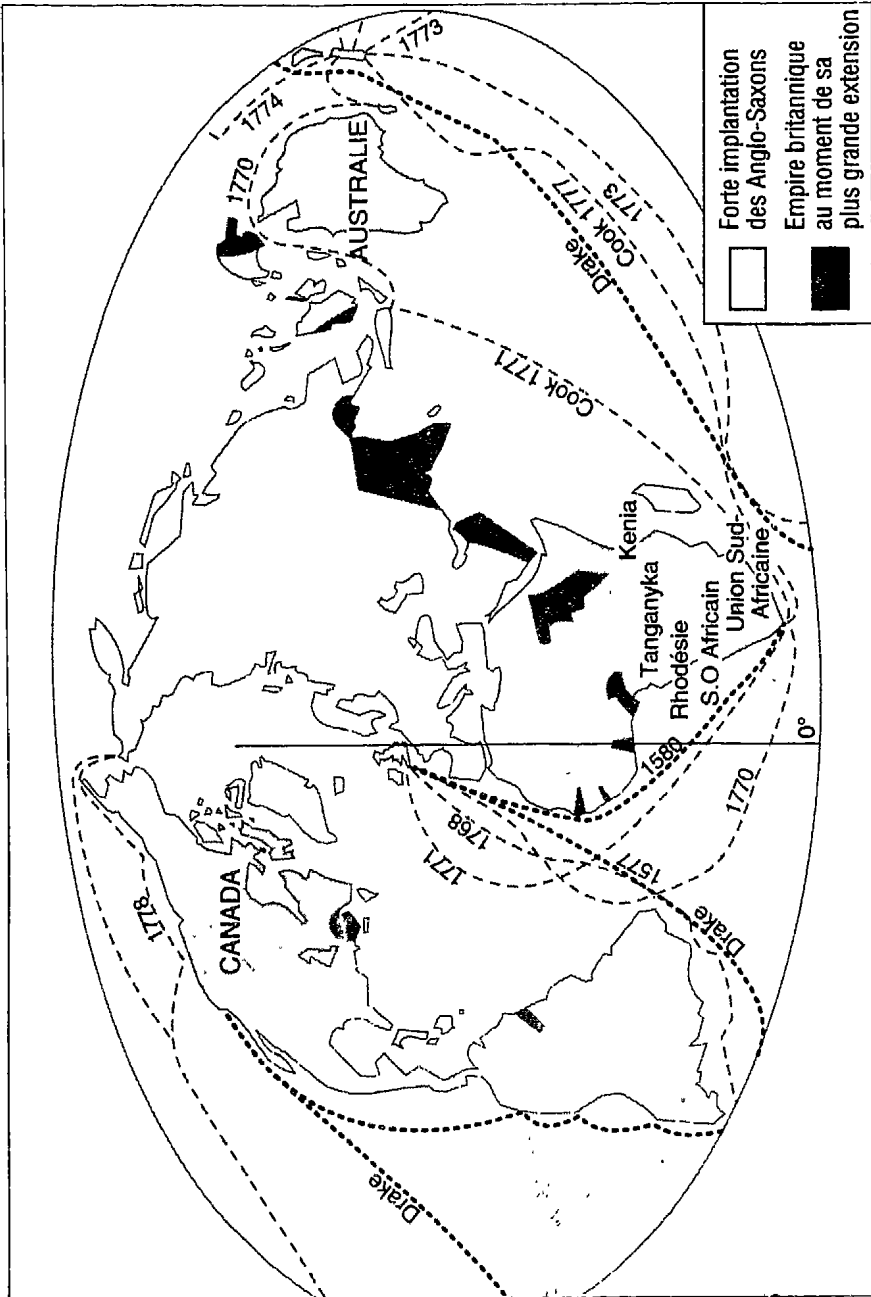 1778
CANADA
Drake
Drake
1577
1768
1771
1580
1770
0°
Kenia
Tanganyka
Rhodésie
S.O Africain
Union Sud-
Africaine
Cook 1771
AUSTRALIE
1770
1774
1773
Drake
Cook 1777
1773
Forte implantation
des Anglo-Saxons
Empire britannique
au moment de sa
plus grande extension